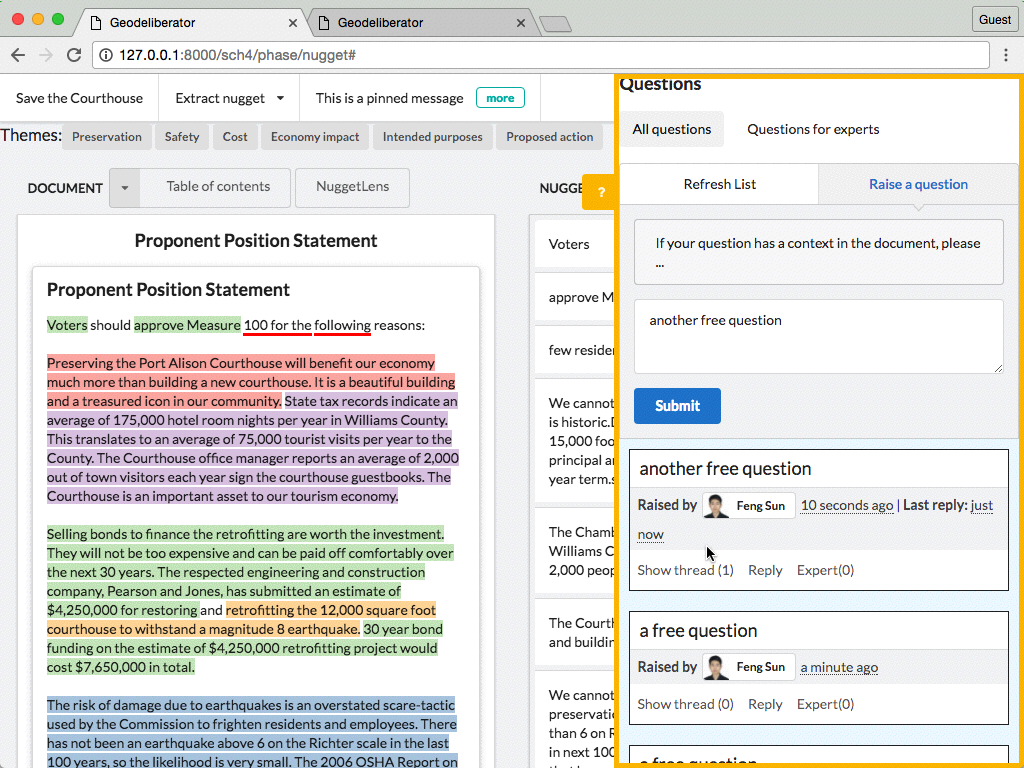 Geodeliberator
Geodeliberator
Guest
127.0.0.1:8000/sch4/phase/nugget#
Save the Courthouse
Extract nugget
This is a pinned message
more
Themes:
Preservation
Safety
Cost
Economy impact
Intended purposes
Proposed action
DOCUMENT
Table of contents
NuggetLens
Proponent Position Statement
Proponent Position Statement
Voters should approve Measure 100 for the following reasons:
Preserving the Port Alison Courthouse will benefit our economy
much more than building a new courthouse. It is a beautiful building
and a treasured icon in our community. State tax records indicate an
average of 175,000 hotel room nights per year in Williams County.
This translates to an average of 75,000 tourist visits per year to the
County. The Courthouse office manager reports an average of 2,000
out of town visitors each year sign the courthouse guestbooks. The
Courthouse is an important asset to our tourism economy.
Selling bonds to finance the retrofitting are worth the investment.
They will not be too expensive and can be paid off comfortably over
the next 30 years. The respected engineering and construction
company, Pearson and Jones, has submitted an estimate of
$4,250,000 for restoring and retrofitting the 12,000 square foot
courthouse to withstand a magnitude 8 earthquake. 30 year bond
funding on the estimate of $4,250,000 retrofitting project would
cost $7,650,000 in total.
The risk of damage due to earthquakes is an overstated scare-tactic
used by the Commission to frighten residents and employees. There
has not been an earthquake above 6 on the Richter scale in the last
100 years, so the likelihood is very small. The 2006 OSHA Report on
NUGGE
?
Voters
approve M
few reside
We cannot
is historic.
15,000 foo
principal a
year term.
The Chamb
Williams C
2,000 peop
The Courth
and buildin
We cannot
preservatio
than 6 on R
in next 100
Questions
All questions
Questions for experts
Refresh List
Raise a question
If your question has a context in the document, please
...
another free question
Submit
another free question
Raised by Feng Sun 10 seconds ago | Last reply: just
now
Show thread (1) Reply Expert(0)
a free question
Raised by Feng Sun a minute ago
Show thread (0) Reply Expert(0)
a free question